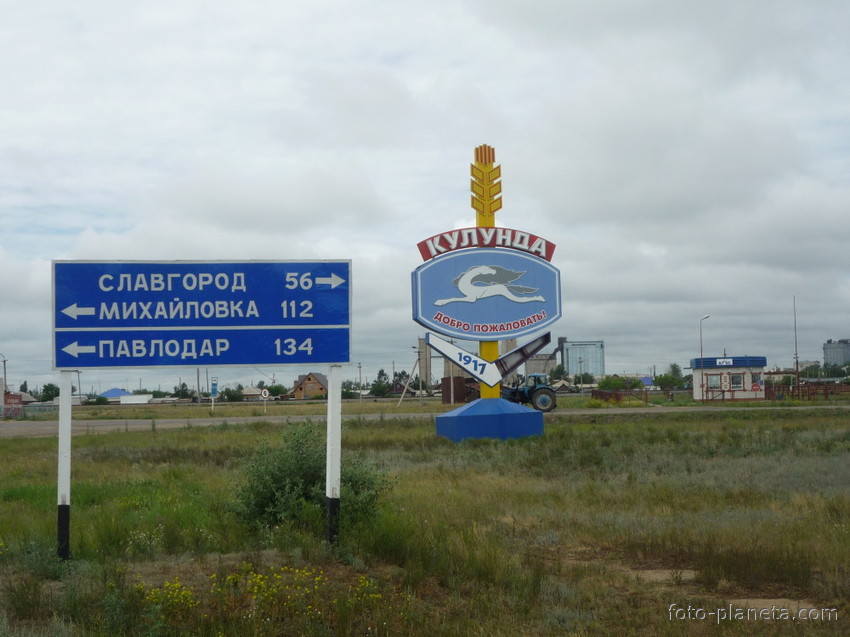 СЛАВГОРОД 56
МИХАЙЛОВКА 112
ПАВЛОДАР 134
КУЛУНДА
ДОБРО ПОЖАЛОВАТЬ!
1917
foto-planeta.com